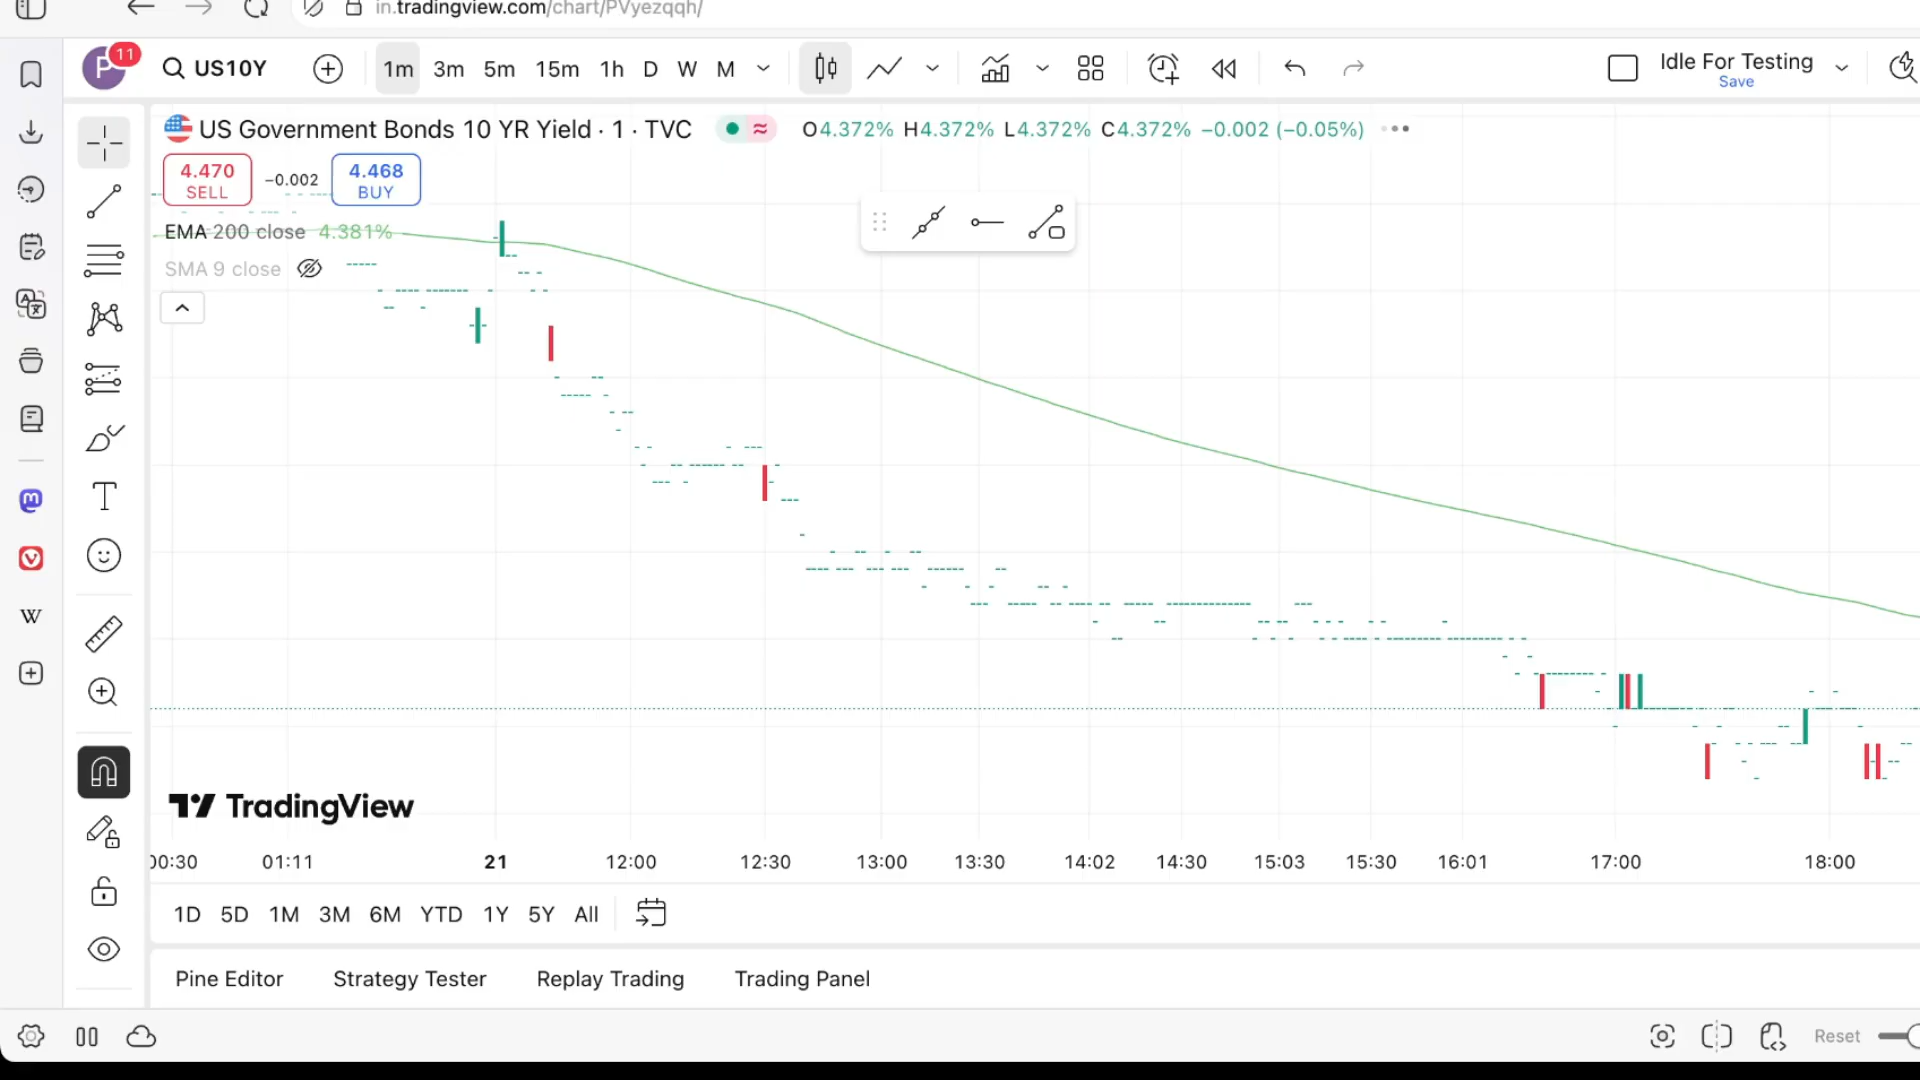 in.tradingview.com/chart/PVyezqqh/
P 11 US10Y 1m 3m 5m 15m 1h D W M Idle For Testing
Save
US Government Bonds 10 YR Yield · 1 · TVC O4.372% H4.372% L4.372% C4.372% −0.002 (−0.05%)
4.470 SELL −0.002 4.468 BUY
EMA 200 close 4.381%
SMA 9 close
T
W
TradingView
00:30 01:11 21 12:00 12:30 13:00 13:30 14:02 14:30 15:03 15:30 16:01 17:00 18:00
1D 5D 1M 3M 6M YTD 1Y 5Y All
Pine Editor Strategy Tester Replay Trading Trading Panel
Reset